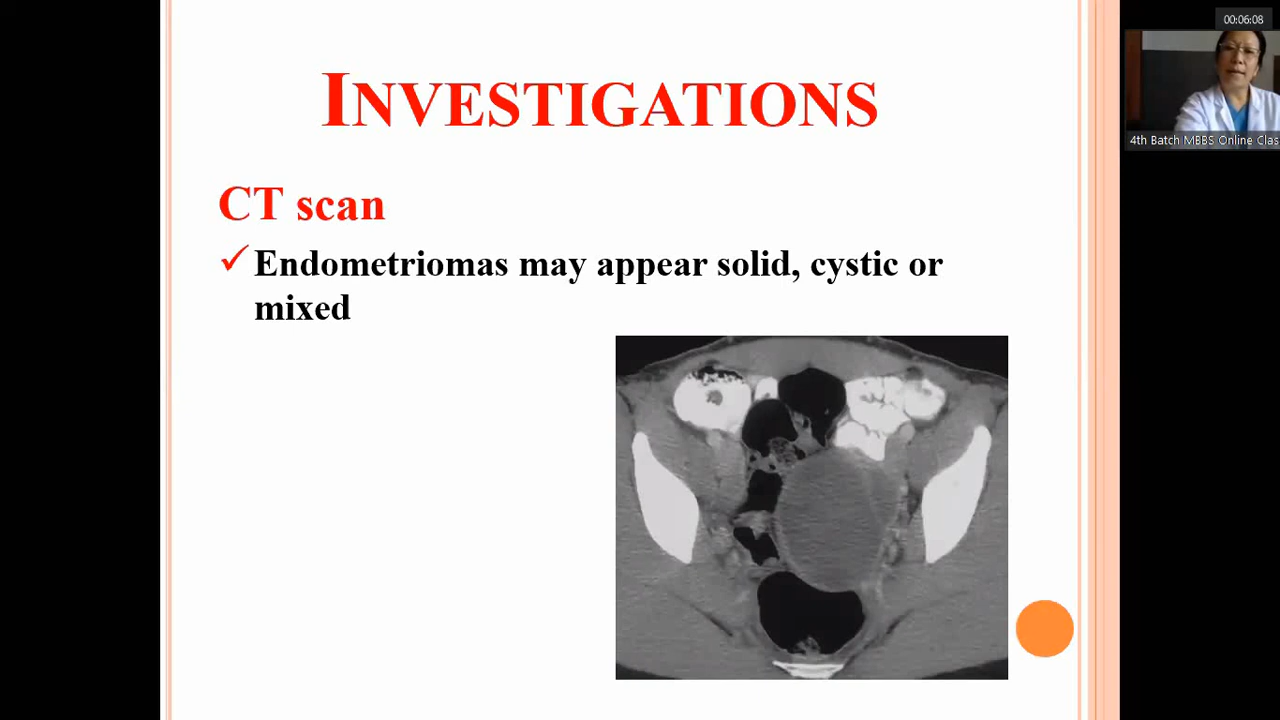 00:06:08
INVESTIGATIONS
4th Batch MBBS Online Clas
CT scan
✓ Endometriomas may appear solid, cystic or
mixed